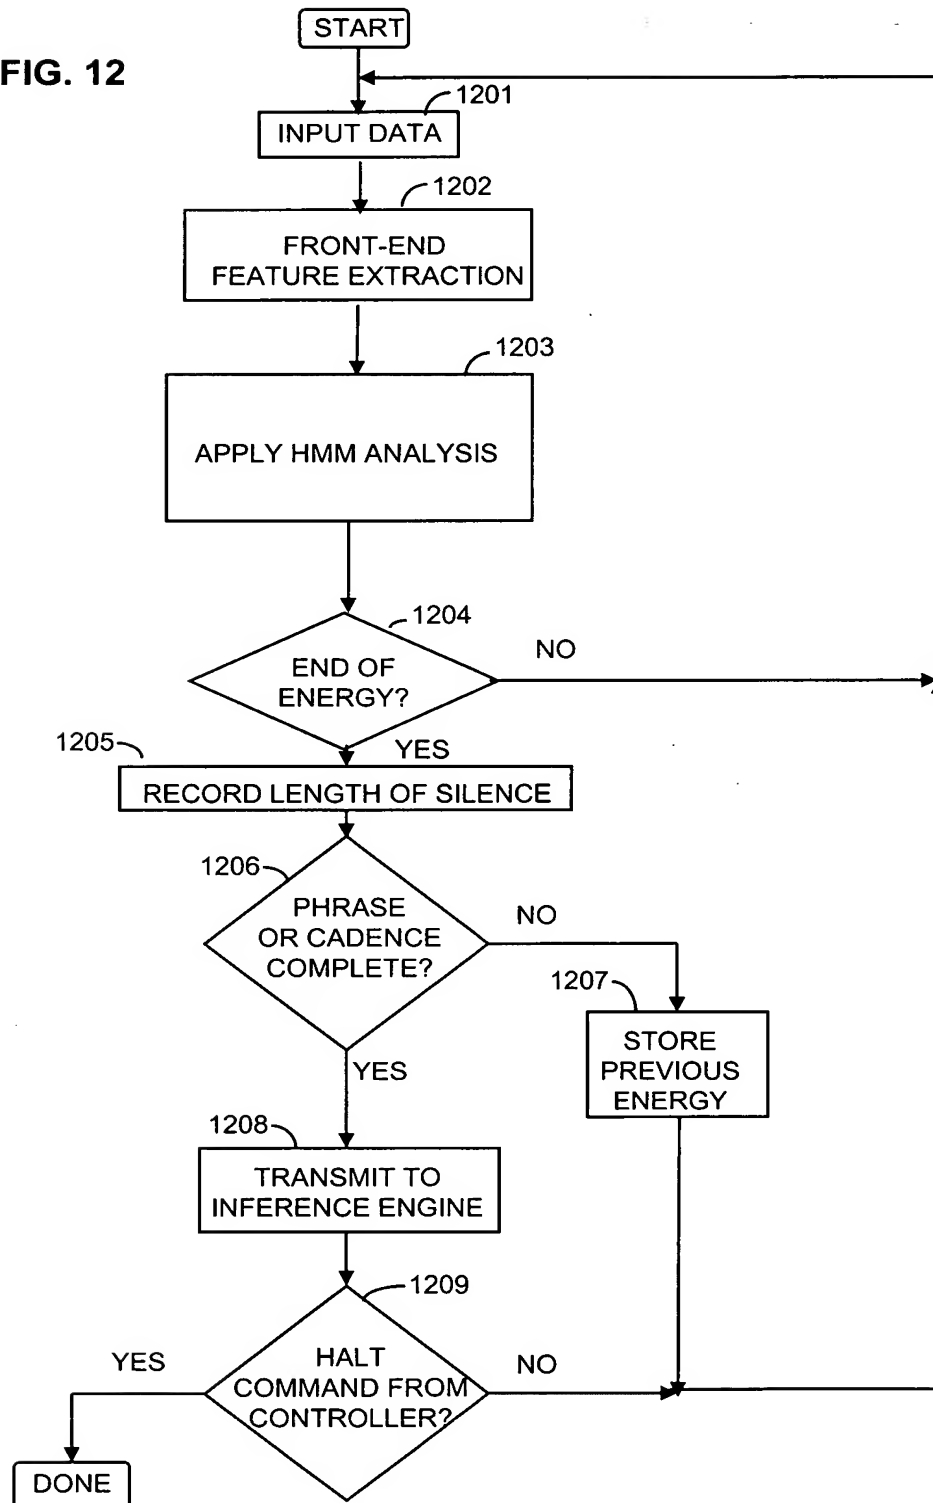 START
FIG. 12
1201
INPUT DATA
1202
FRONT-END
FEATURE EXTRACTION
1203
APPLY HMM ANALYSIS
1204
END OF
ENERGY?
NO
YES
1205
RECORD LENGTH OF SILENCE
1206
PHRASE
OR CADENCE
COMPLETE?
NO
1207
STORE
PREVIOUS
ENERGY
YES
1208
TRANSMIT TO
INFERENCE ENGINE
1209
HALT
COMMAND FROM
CONTROLLER?
YES
NO
DONE